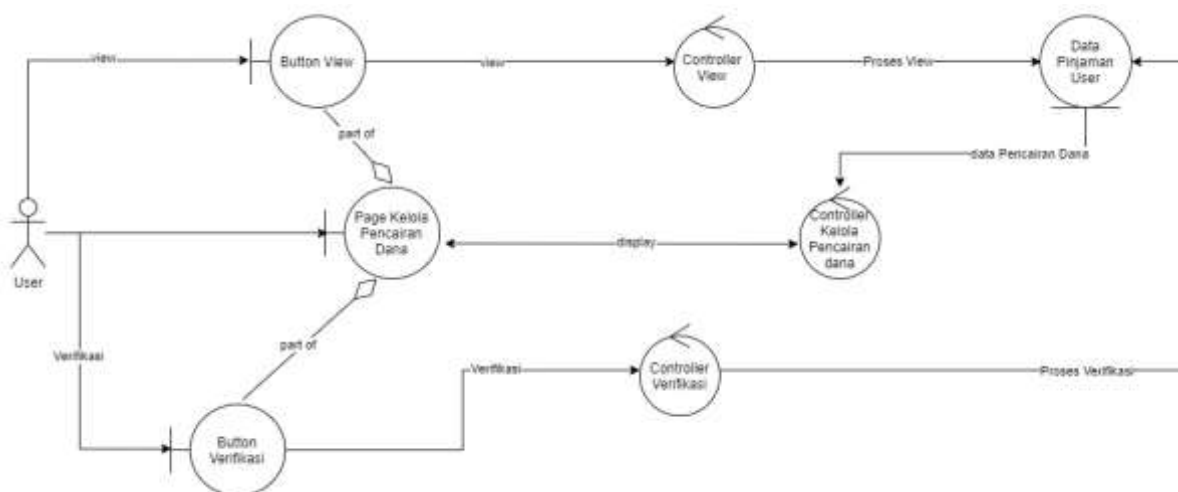 view
Button View
view
Controller
View
Proses View
Data
Pinjaman
User
part of
data Pencairan Dana
User
Page Kelola
Pencairan
Dana
display
Controller
Kelola
Pencairan
dana
Verifikasi
part of
Verifikasi
Controller
Verifikasi
Proses Verifikasi
Button
Verifikasi